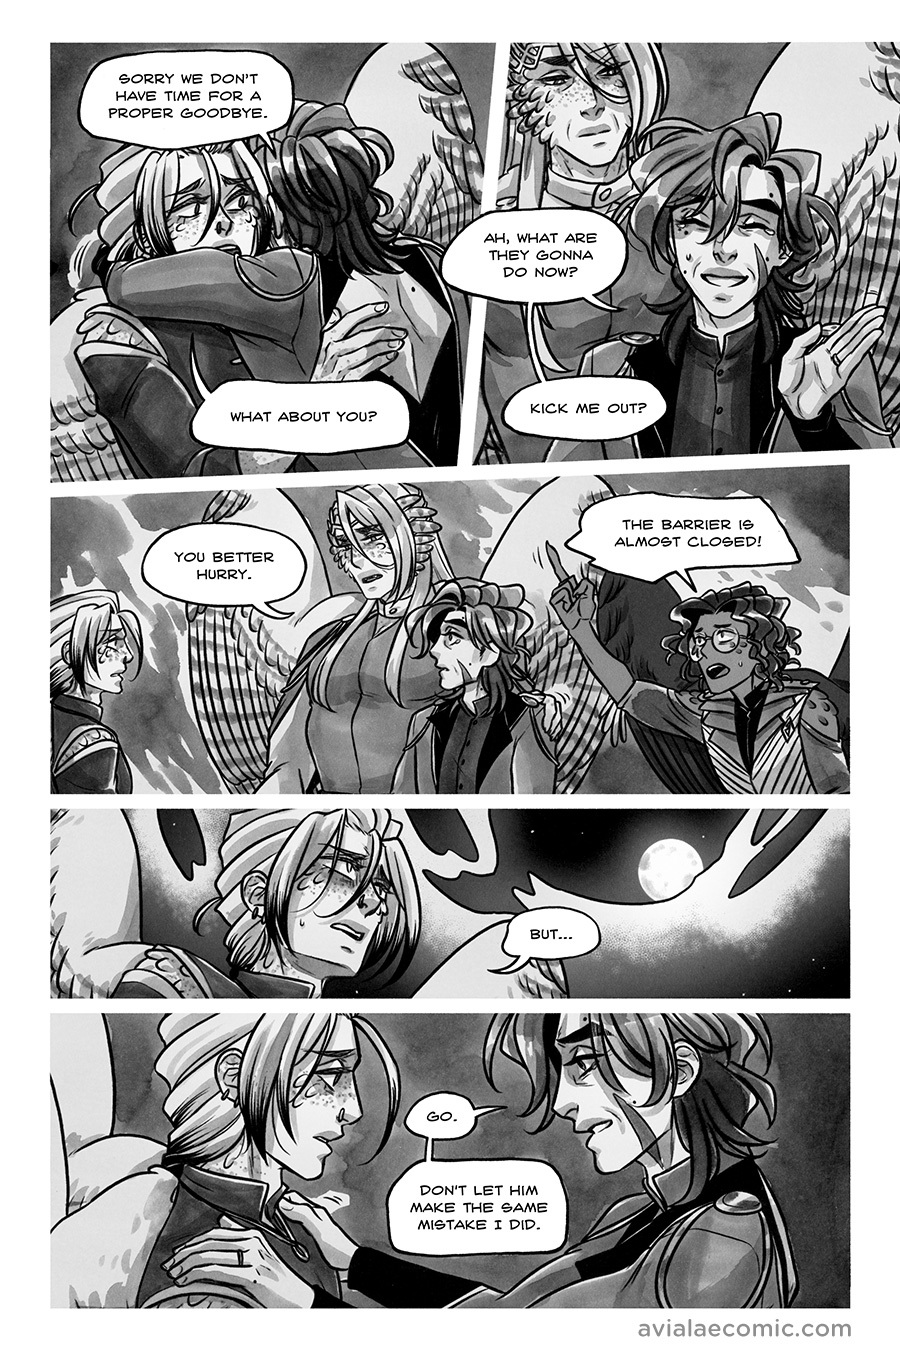 SORRY WE DON'T
HAVE TIME FOR A
PROPER GOODBYE.
WHAT ABOUT YOU?
AH, WHAT ARE
THEY GONNA
DO NOW?
KICK ME OUT?
YOU BETTER
HURRY.
THE BARRIER IS
ALMOST CLOSED!
BUT...
GO.
DON'T LET HIM
MAKE THE SAME
MISTAKE I DID.
avialaecomic.com